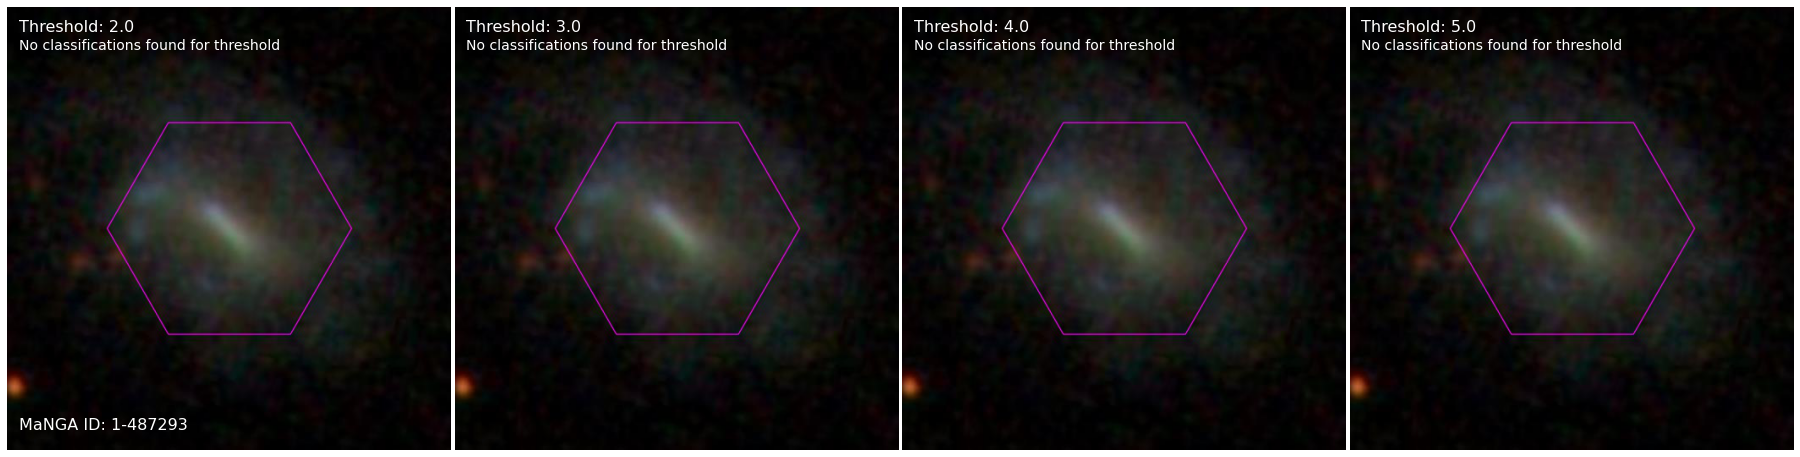 Threshold: 2.0
No classifications found for threshold
MaNGA ID: 1-487293
Threshold: 3.0
No classifications found for threshold
Threshold: 4.0
No classifications found for threshold
Threshold: 5.0
No classifications found for threshold